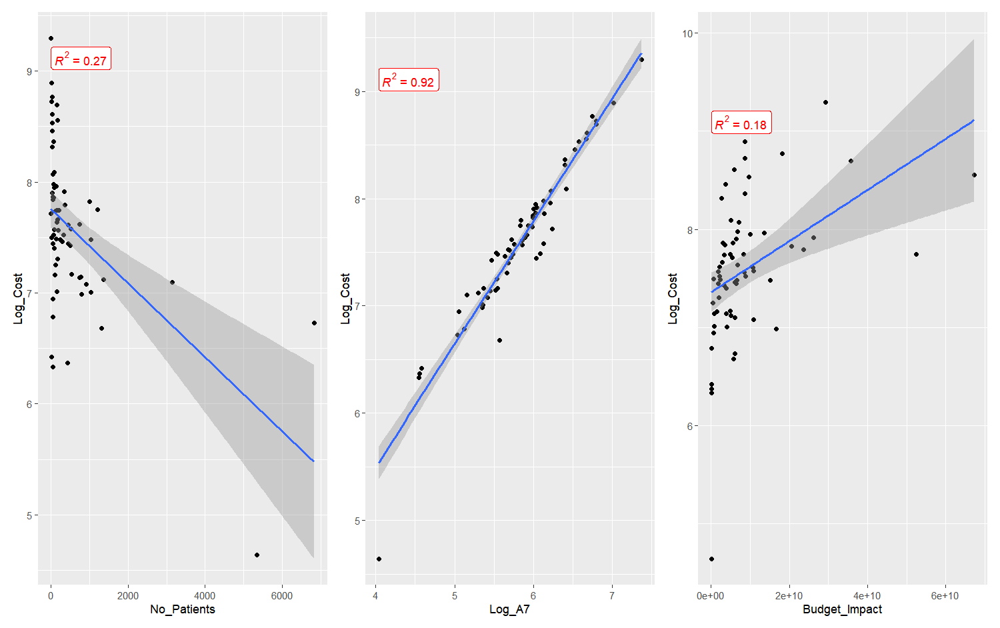 R² = 0.27
9
8
7
6
5
Log_Cost
0
2000
4000
6000
No_Patients
R² = 0.92
9
8
7
6
5
Log_Cost
4
5
6
7
Log_A7
R² = 0.18
10
8
6
Log_Cost
0e+00
2e+10
4e+10
6e+10
Budget_Impact